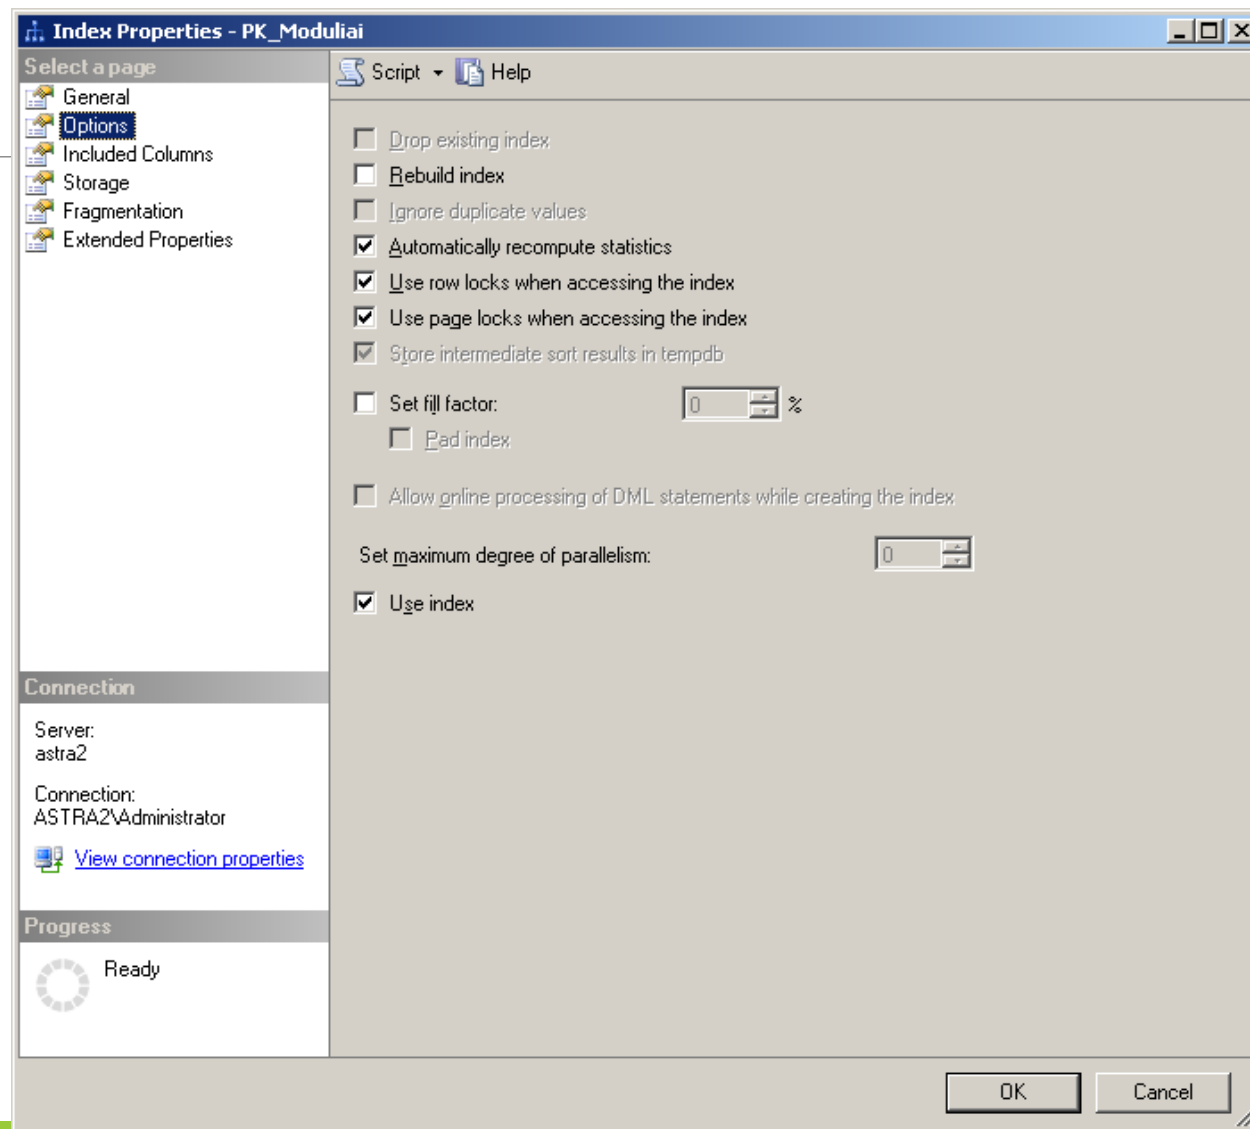 Index Properties - PK_Moduliai
Select a page
General
Options
Included Columns
Storage
Fragmentation
Extended Properties
Script
Help
Drop existing index
Rebuild index
Ignore duplicate values
Automatically recompute statistics
Use row locks when accessing the index
Use page locks when accessing the index
Store intermediate sort results in tempdb
Set fill factor: 0 %
Pad index
Allow online processing of DML statements while creating the index
Set maximum degree of parallelism: 0
Use index
Connection
Server:
astra2
Connection:
ASTRA2\Administrator
View connection properties
Progress
Ready
OK Cancel